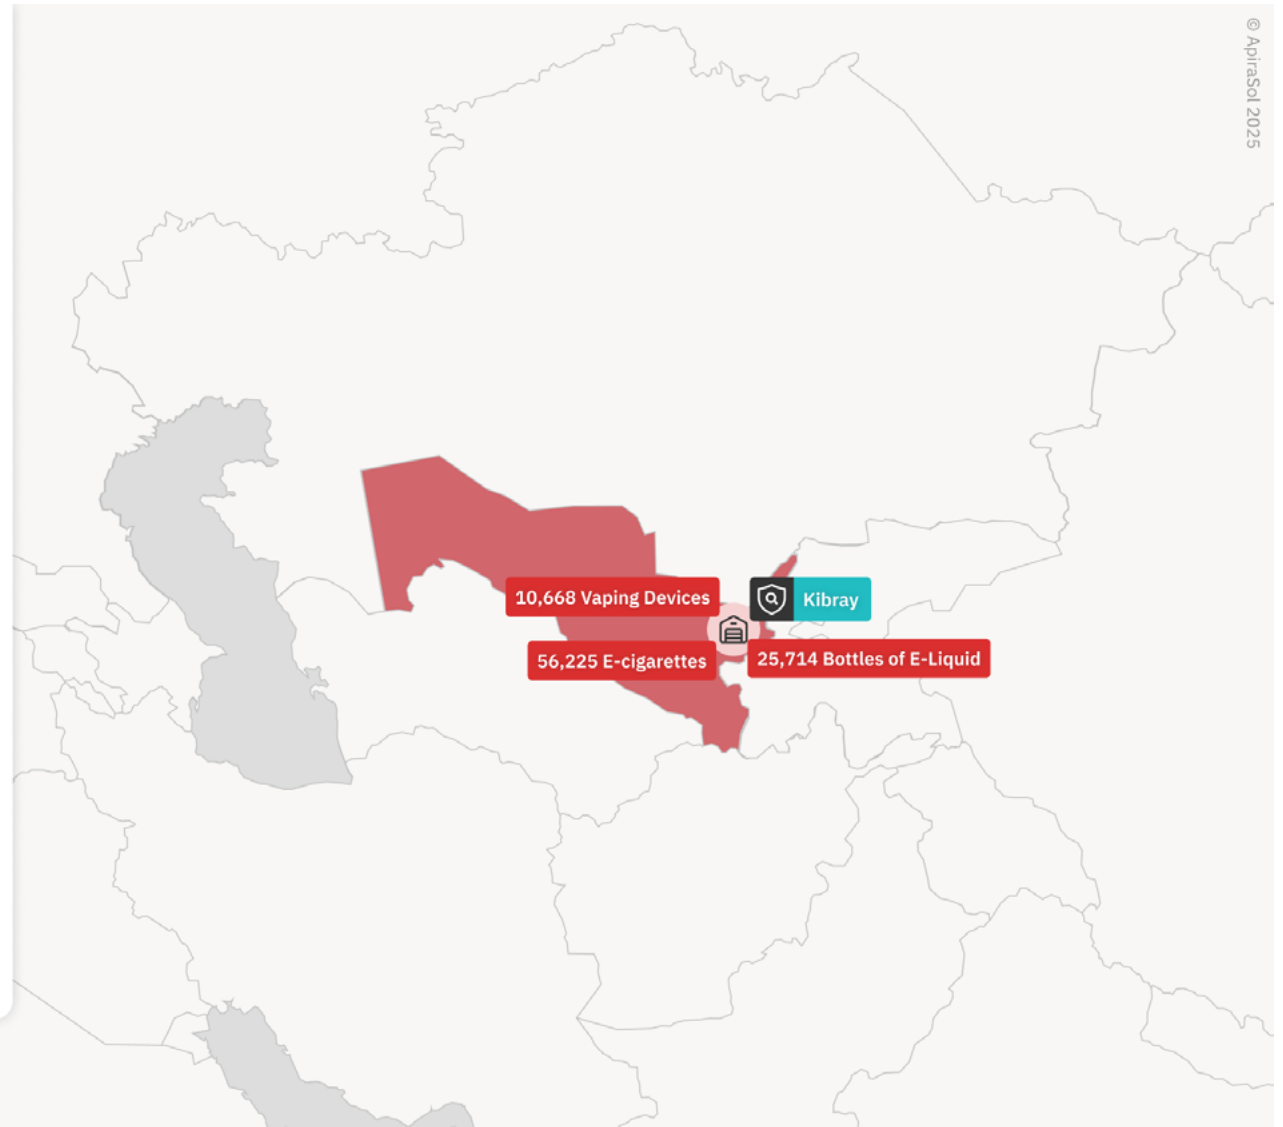 © ApiraSol 2025
10,668 Vaping Devices
Kibray
56,225 E-cigarettes
25,714 Bottles of E-Liquid